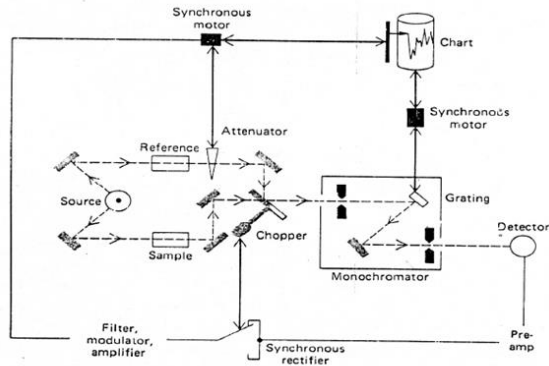 Synchronous
motor
Chart
Synchronous
motor
Attenuator
Reference
Source
Sample
Chopper
Grating
Monochromator
Detector
Filter,
modulator,
amplifier
Synchronous
rectifier
Pre-
amp